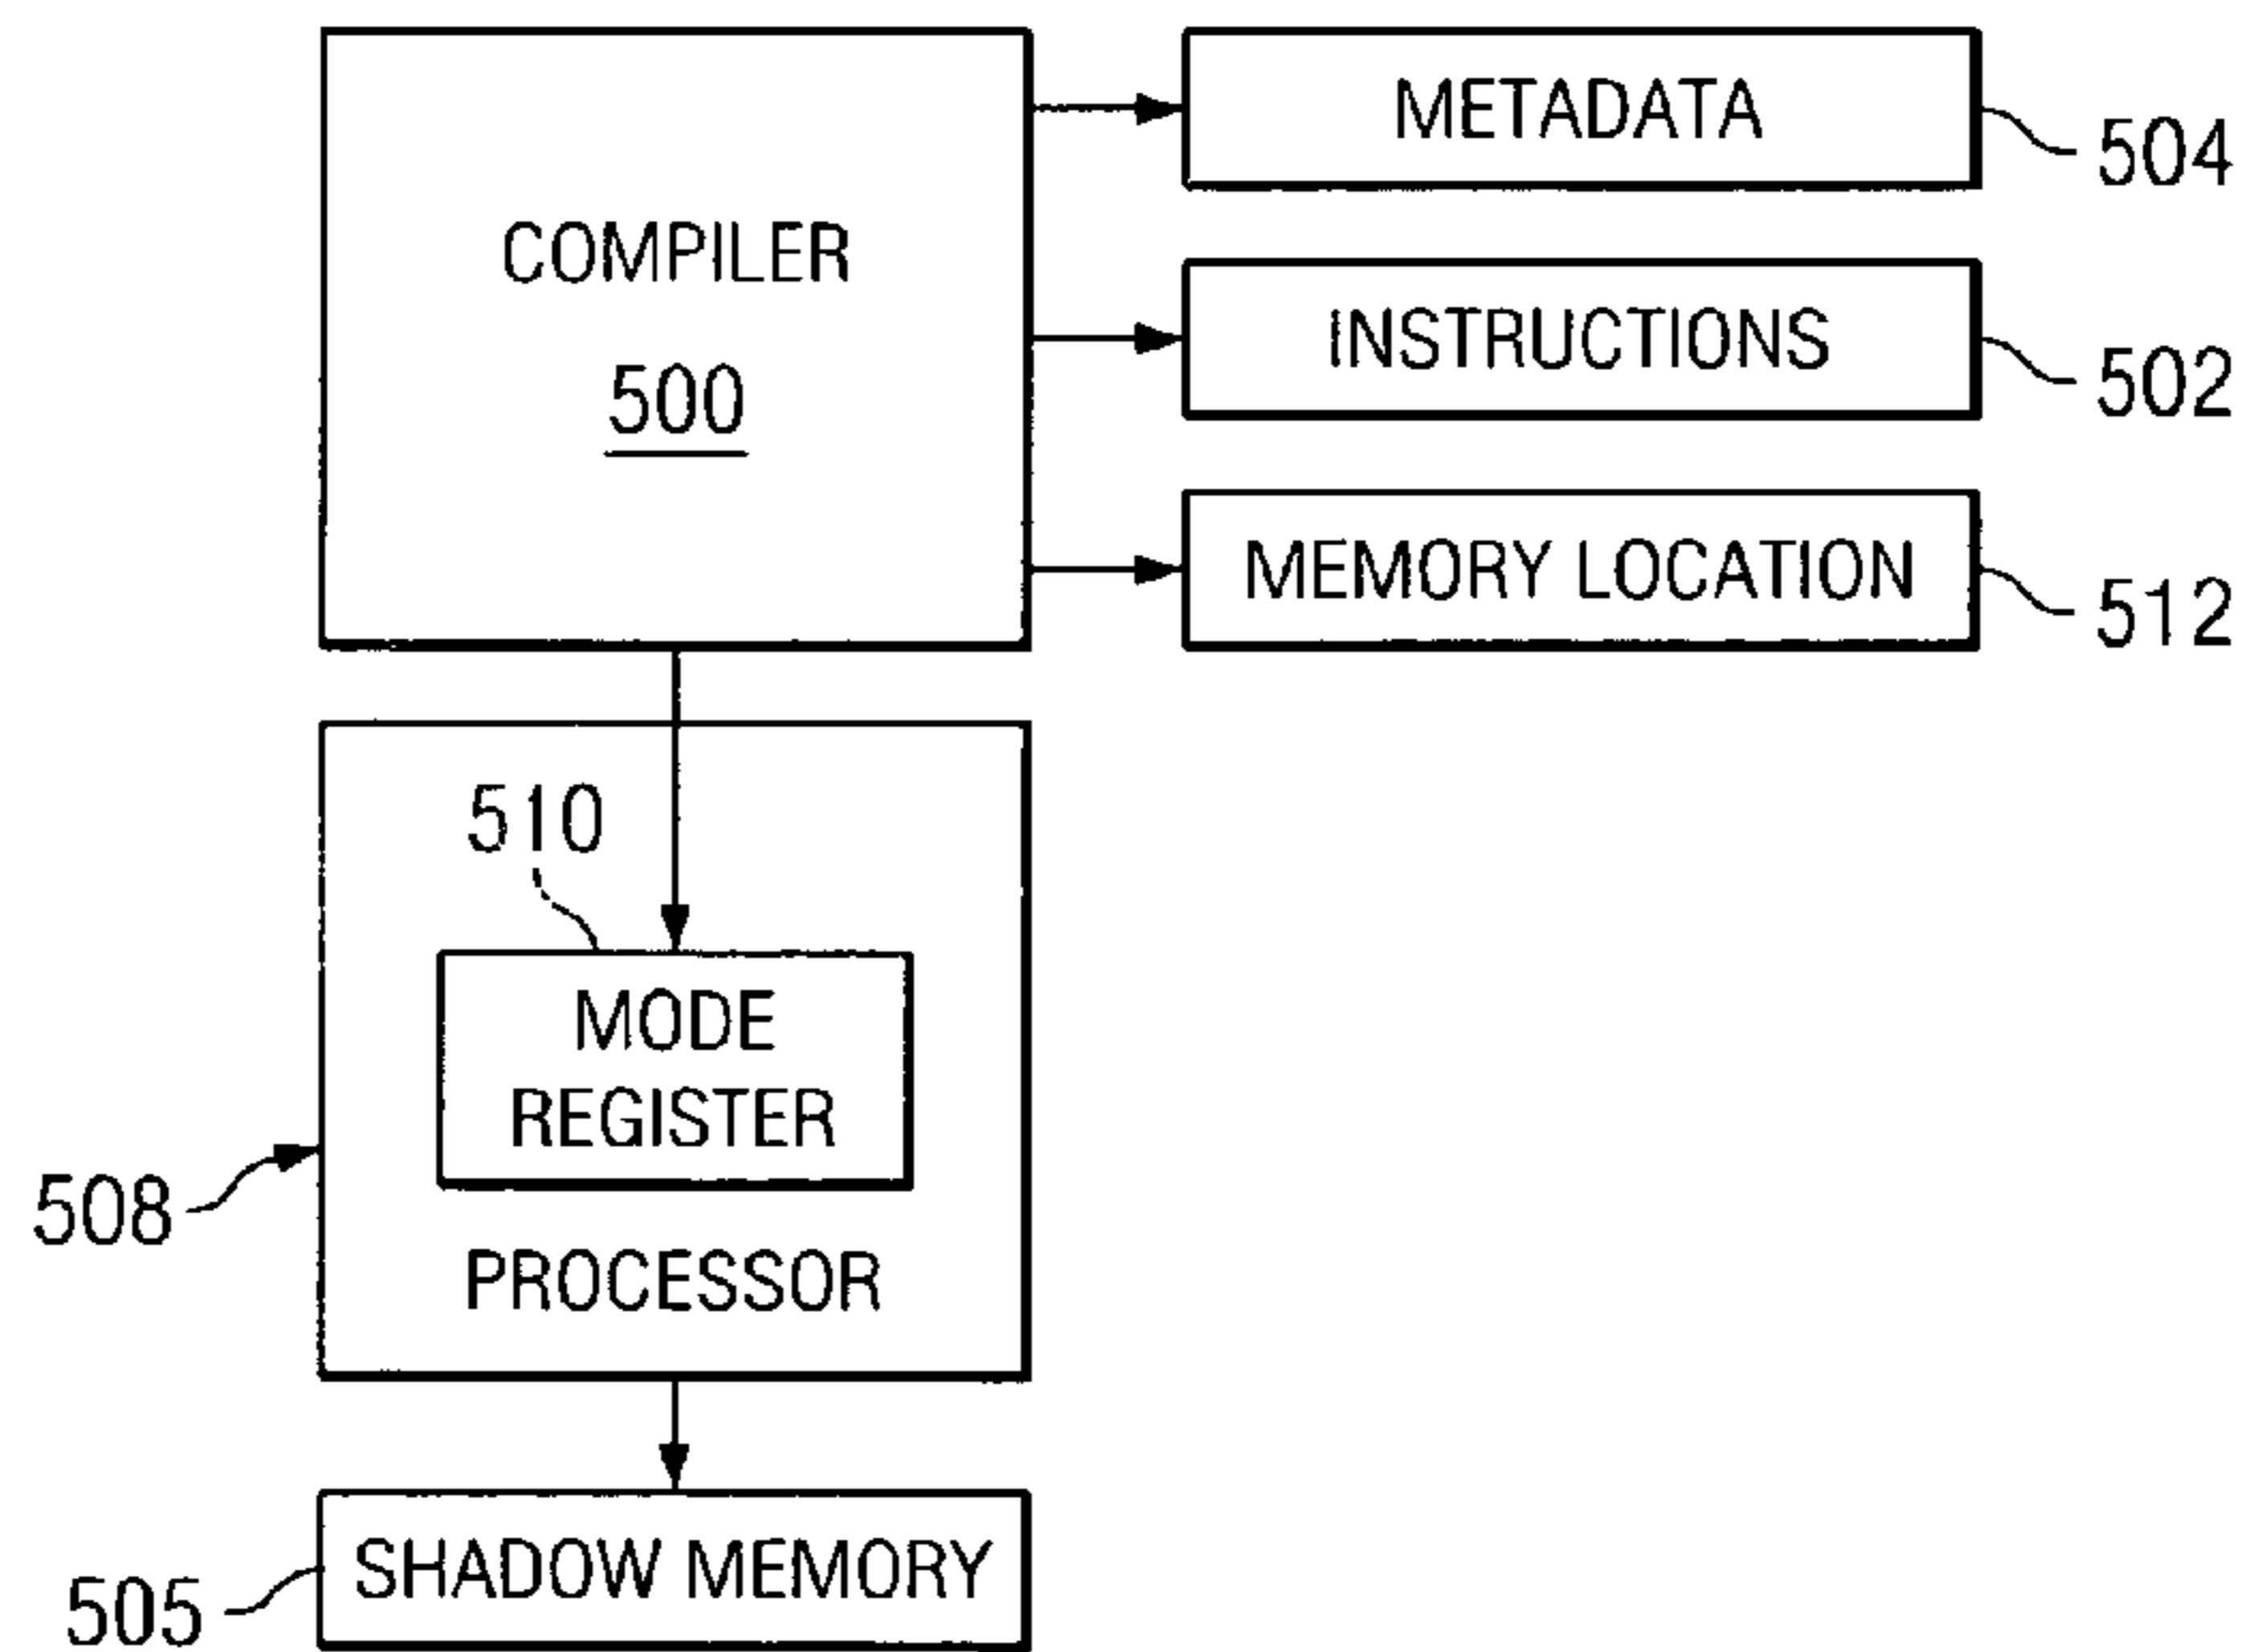 COMPILER
500
METADATA
504
INSTRUCTIONS
502
MEMORY LOCATION
512
510
MODE
REGISTER
508
PROCESSOR
505
SHADOW MEMORY